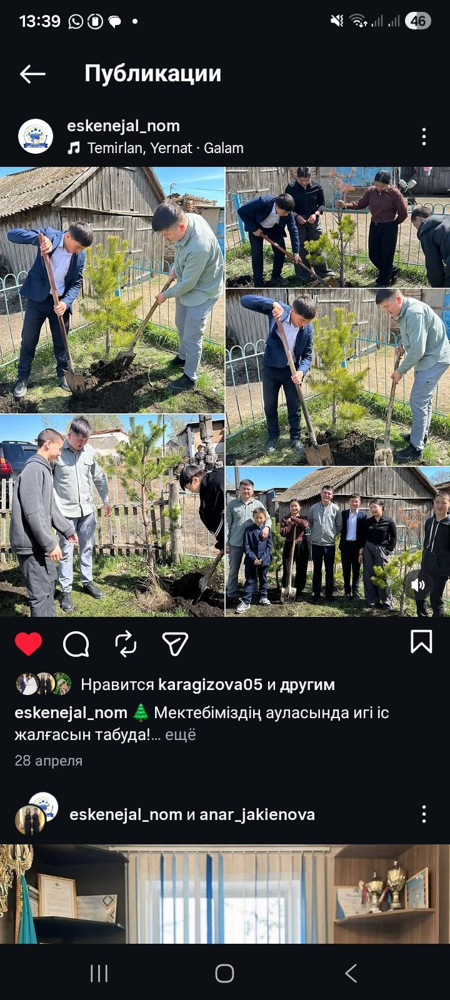 13:39
46
Публикации
eskenejal_nom
Temirlan, Yernat · Galam
Нравится karagizova05 и другим
eskenejal_nom 🌲 Мектебіміздің ауласында игі іс
жалғасын табуда!... ещё
28 апреля
eskenejal_nom и anar_jakienova